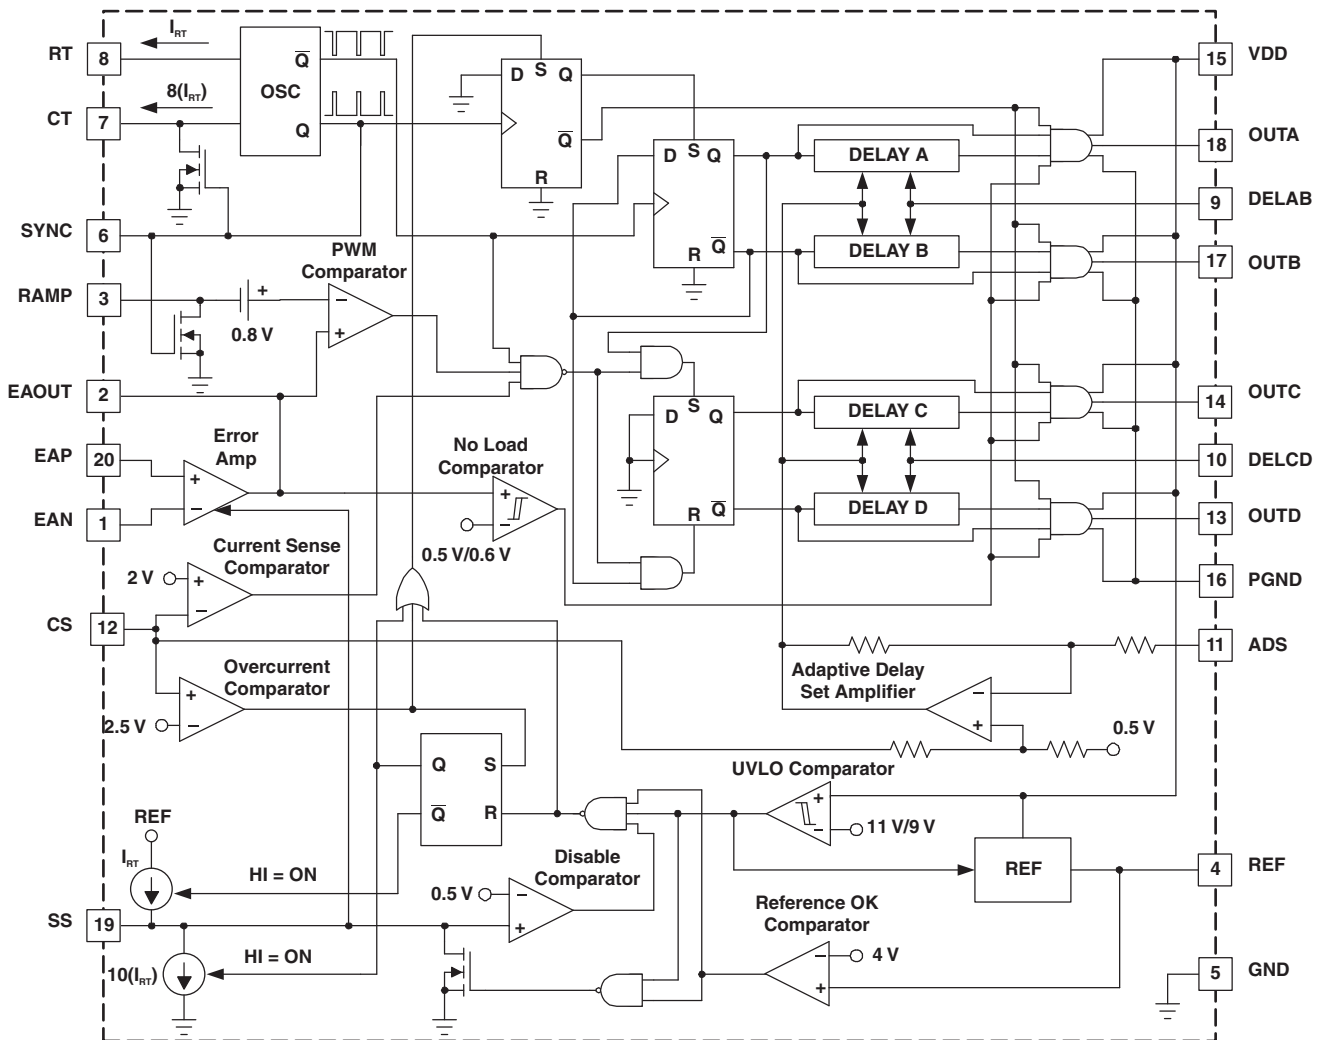 I_RT
RT
8
Q̅
OSC
8(I_RT)
CT
7
Q
D
S
Q
Q̅
R
15
VDD
18
OUTA
D
S
Q
DELAY A
9
DELAB
SYNC
6
PWM
Comparator
Q̅
R
DELAY B
17
OUTB
RAMP
3
+
0.8 V
−
+
EAOUT
2
D
S
Q
DELAY C
14
OUTC
Error
Amp
No Load
Comparator
EAP
20
+
−
+
−
0.5 V/0.6 V
10
DELCD
EAN
1
Q̅
R
DELAY D
13
OUTD
Current Sense
Comparator
2 V
+
−
16
PGND
CS
12
11
ADS
Overcurrent
Comparator
+
−
2.5 V
Adaptive Delay
Set Amplifier
−
+
0.5 V
Q
S
Q̅
R
UVLO Comparator
+
−
11 V/9 V
REF
I_RT
HI = ON
Disable
Comparator
0.5 V
−
+
REF
4
REF
SS
19
Reference OK
Comparator
HI = ON
10(I_RT)
−
4 V
+
5
GND